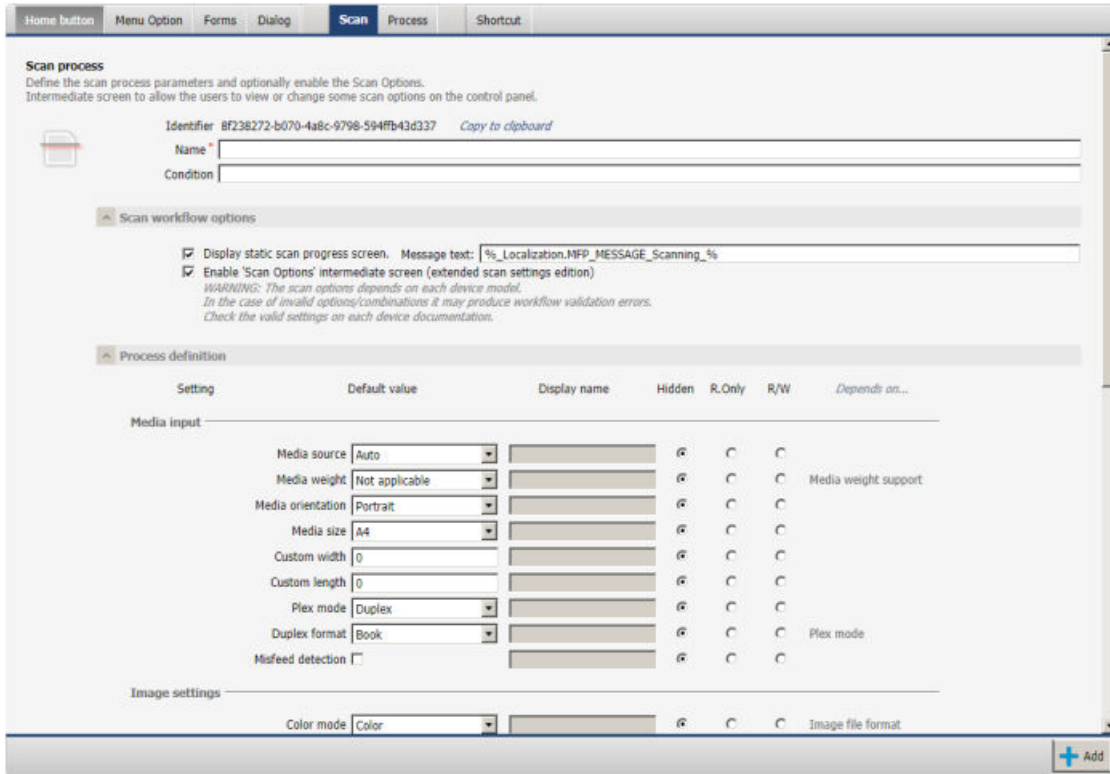 Home button Menu Option Forms Dialog Scan Process Shortcut
Scan process
Define the scan process parameters and optionally enable the Scan Options.
Intermediate screen to allow the users to view or change some scan options on the control panel.
Identifier 8f238272-b070-4a8c-9798-594ffb43d337 Copy to clipboard
Name *
Condition
Scan workflow options
Display static scan progress screen. Message text: %_Localization.MFP_MESSAGE_Scanning_%
Enable 'Scan Options' intermediate screen (extended scan settings edition)
WARNING: The scan options depends on each device model.
In the case of invalid options/combinations it may produce workflow validation errors.
Check the valid settings on each device documentation.
Process definition
Setting Default value Display name Hidden R.Only R/W Depends on...
Media input
Media source Auto
Media weight Not applicable Media weight support
Media orientation Portrait
Media size A4
Custom width 0
Custom length 0
Plex mode Duplex
Duplex format Book Plex mode
Misfeed detection
Image settings
Color mode Color Image file format
Add